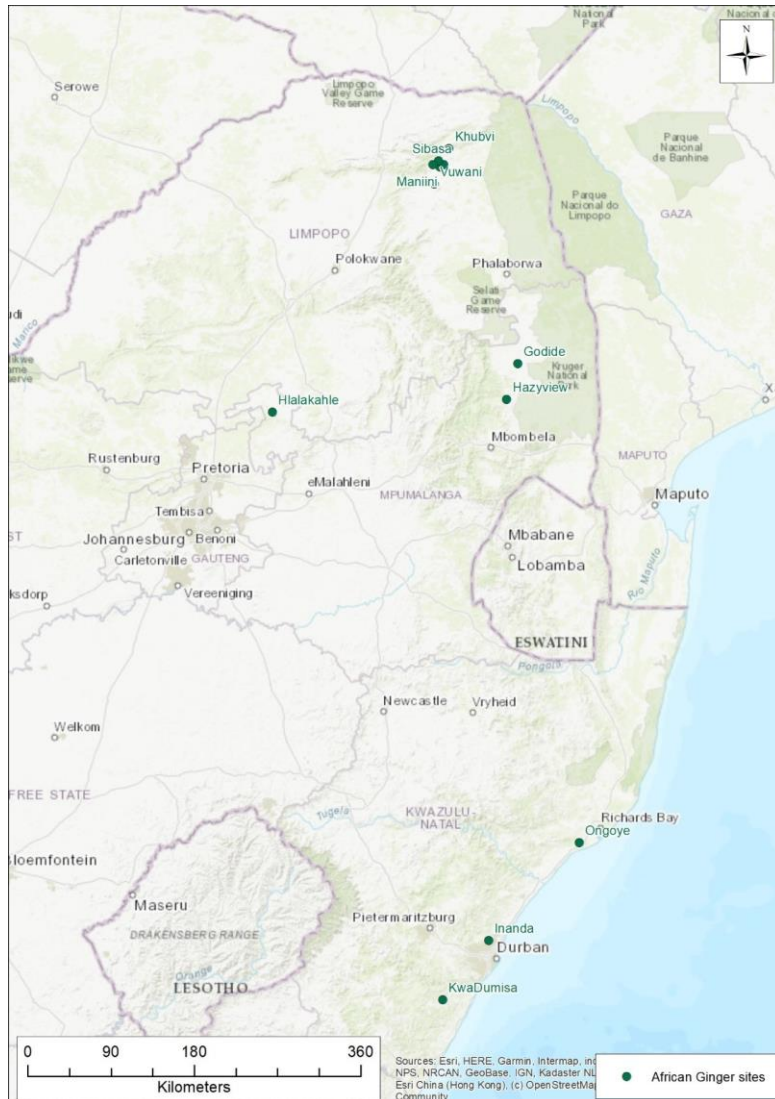 National
Park
Naciona
N
Serowe
Limpopo
Valley Game
Reserve
Limpopo
Parque
Nacional
de Banhine
Khubvi
Sibasa
Vuwani
Maniini
Parque
Nacional do
Limpopo
GAZA
LIMPOPO
Polokwane
Phalaborwa
Selati
Game
Reserve
di
Marico
Godide
Kruger
National
Park
Hazyview
Hlalakahle
X
Mbombela
MAPUTO
Rustenburg
Pretoria
eMalahleni
MPUMALANGA
Maputo
Tembisa
Johannesburg
Benoni
Carletonville
GAUTENG
Vereeniging
ST
ksdorp
Mbabane
Lobamba
Rio Maputo
ESWATINI
Pongola
Newcastle
Vryheid
Welkom
FREE STATE
Tugela
KWAZULU-
NATAL
Richards Bay
Ongoye
Bloemfontein
Maseru
Pietermaritzburg
Inanda
Durban
DRAKENSBERG RANGE
Orange
LESOTHO
KwaDumisa
0 90 180 360
Kilometers
Sources: Esri, HERE, Garmin, Intermap, inc
NPS, NRCAN, GeoBase, IGN, Kadaster NL
Esri China (Hong Kong), (c) OpenStreetMap
Community
African Ginger sites